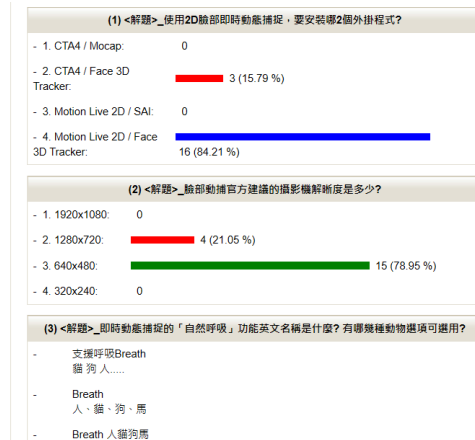 (1) <解題>_使用2D臉部即時動態捕捉，要安裝哪2個外掛程式?
- 1. CTA4 / Mocap: 0
- 2. CTA4 / Face 3D
Tracker: 3 (15.79 %)
- 3. Motion Live 2D / SAI: 0
- 4. Motion Live 2D / Face
3D Tracker: 16 (84.21 %)
(2) <解題>_臉部動捕官方建議的攝影機解晰度是多少?
- 1. 1920x1080: 0
- 2. 1280x720: 4 (21.05 %)
- 3. 640x480: 15 (78.95 %)
- 4. 320x240: 0
(3) <解題>_即時動態捕捉的「自然呼吸」功能英文名稱是什麼? 有哪幾種動物選項可選用?
- 支援呼吸Breath
貓 狗 人.....
- Breath
人、貓、狗、馬
- Breath 人貓狗馬